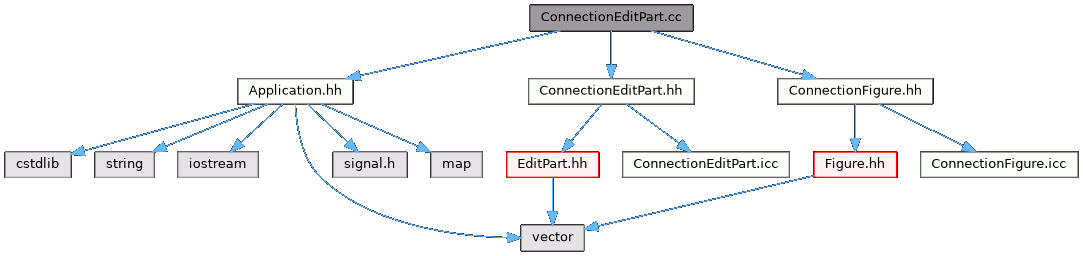 ConnectionEditPart.cc
Application.hh
ConnectionEditPart.hh
ConnectionFigure.hh
cstdlib
string
iostream
signal.h
map
EditPart.hh
ConnectionEditPart.icc
Figure.hh
ConnectionFigure.icc
vector